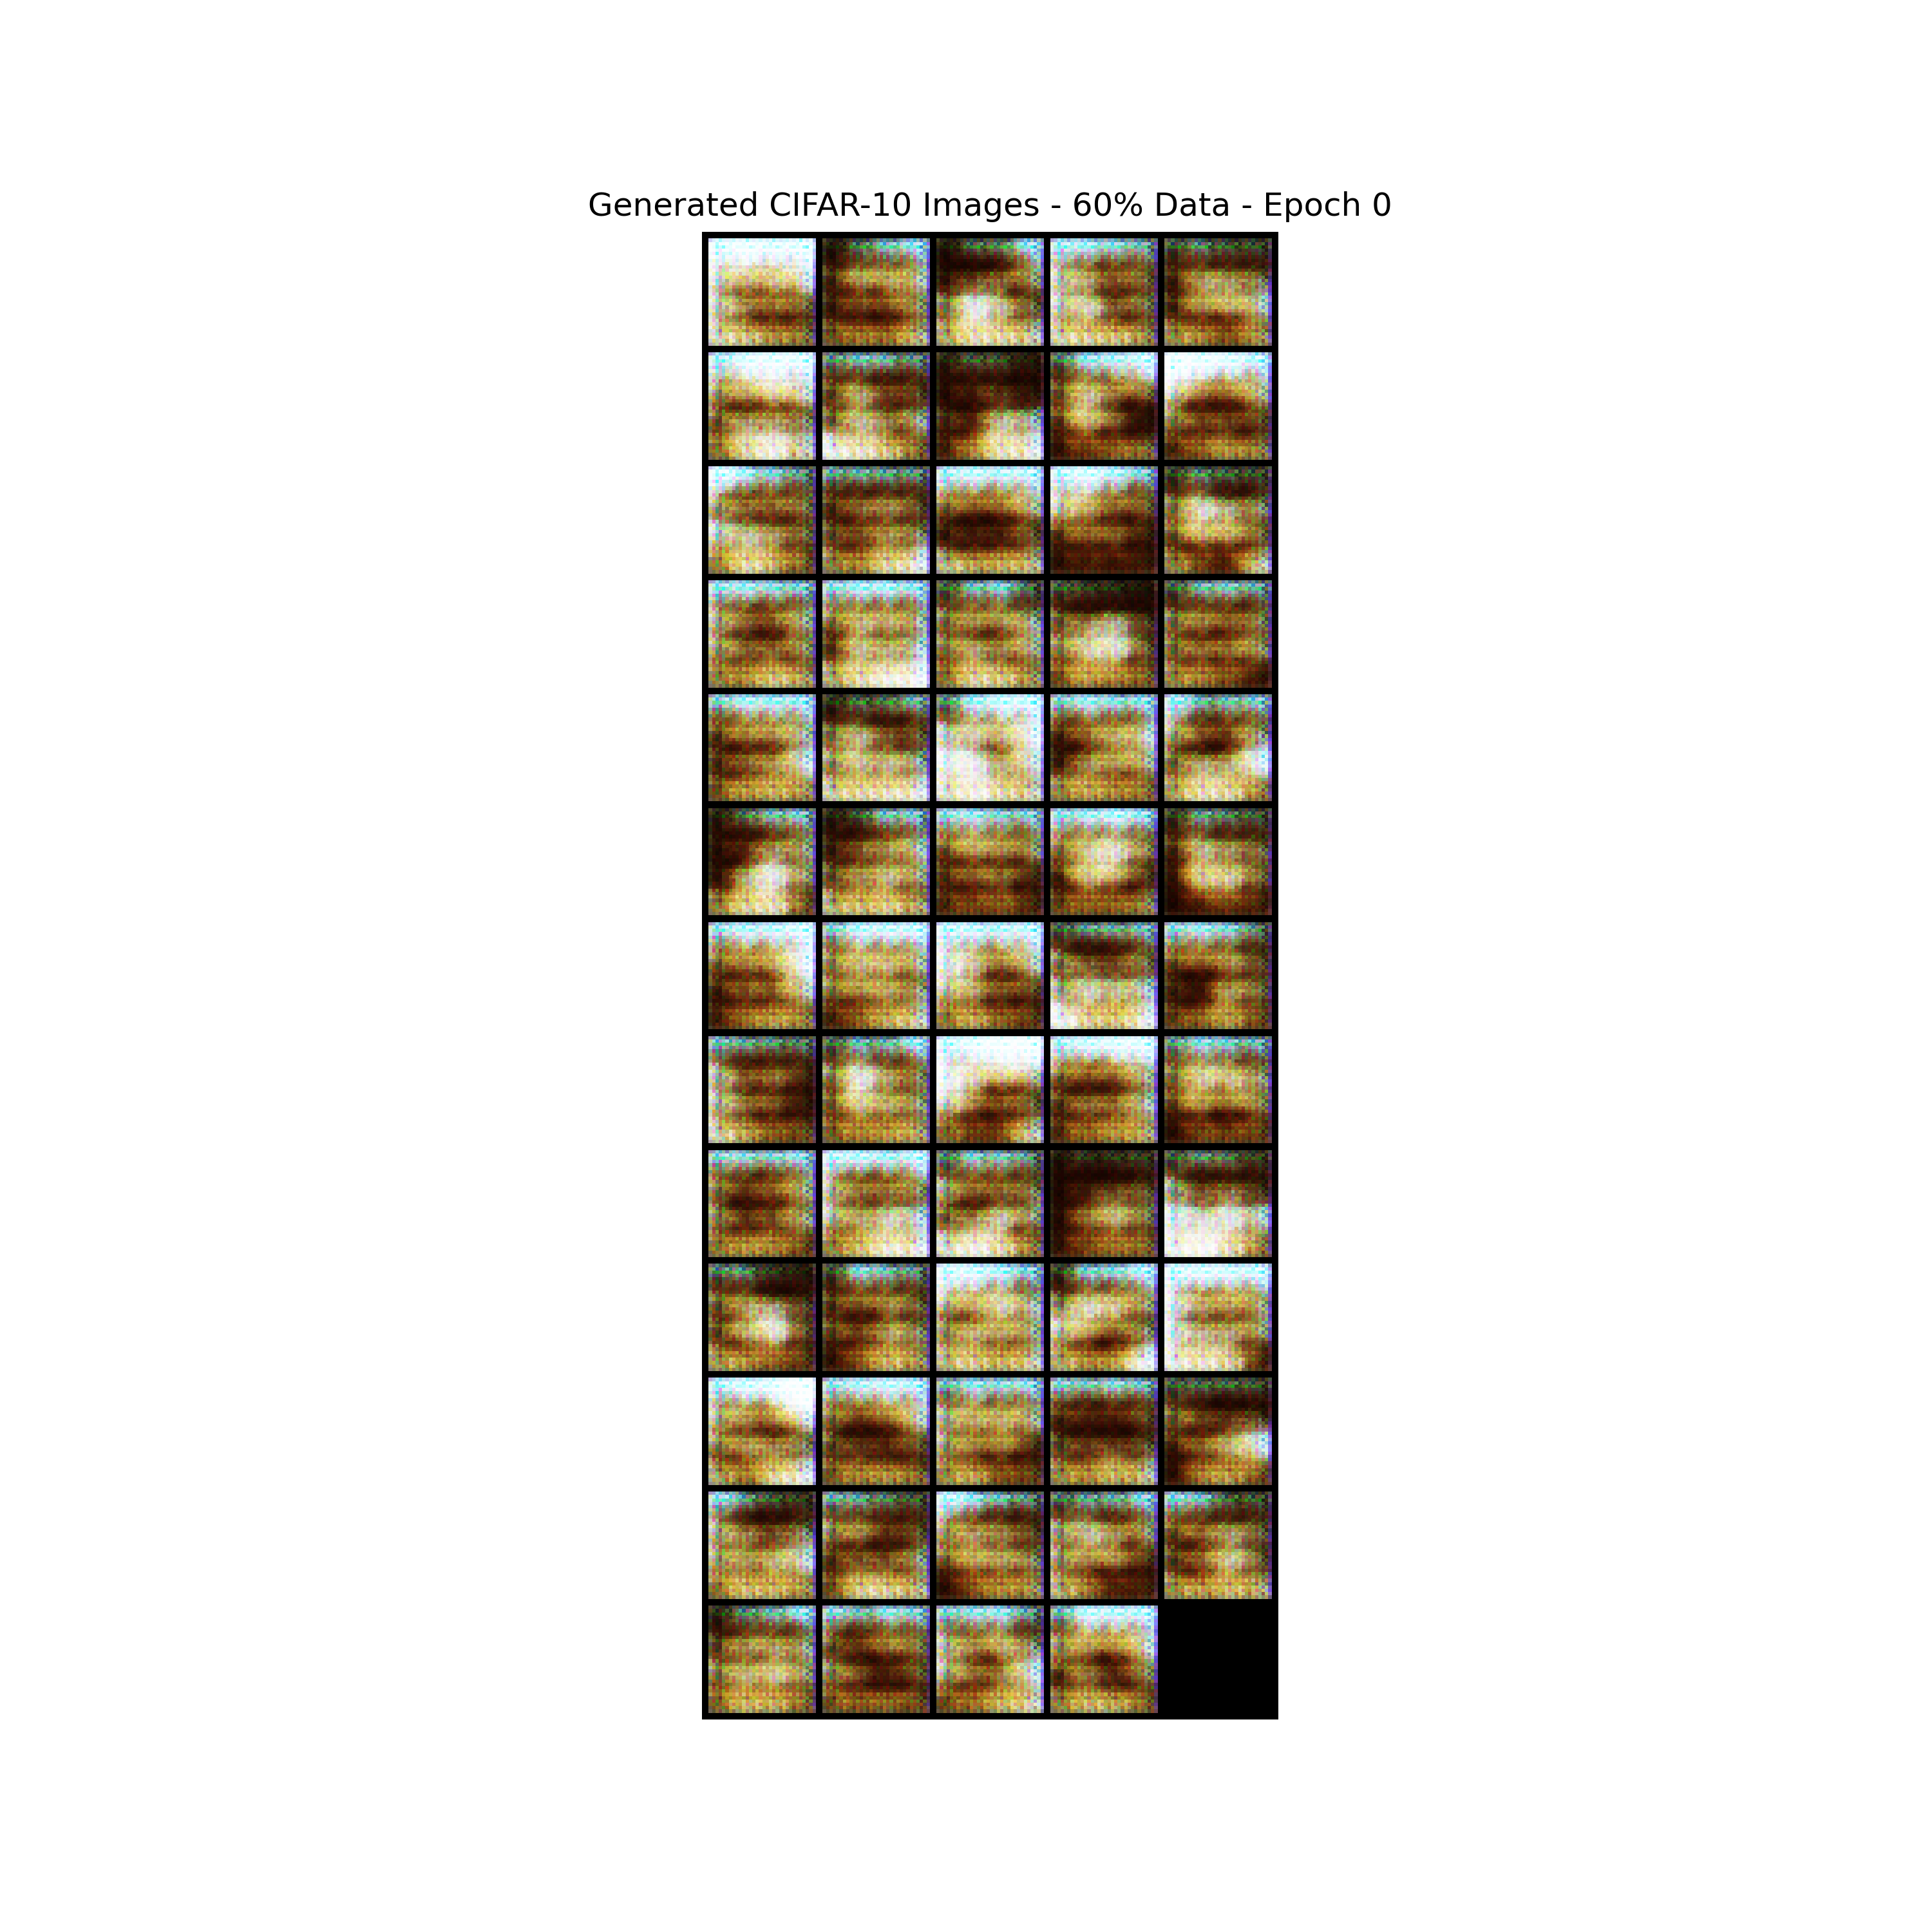 Generated CIFAR-10 Images - 60% Data - Epoch 0